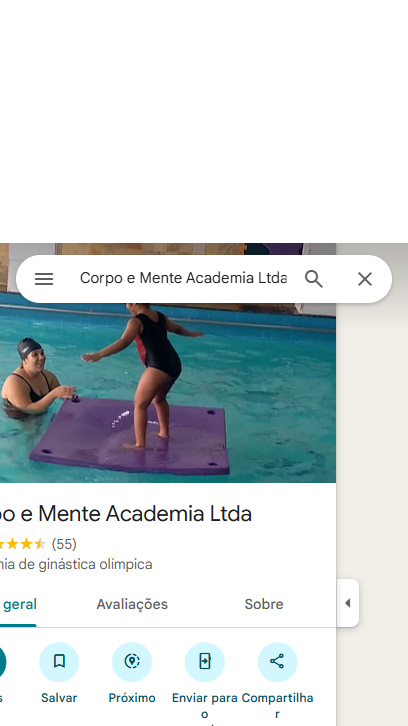 Corpo e Mente Academia Ltda
po e Mente Academia Ltda
(55)
nia de ginástica olímpica
geral
Avaliações
Sobre
s
Salvar
Próximo
Enviar para
o
Compartilha
r